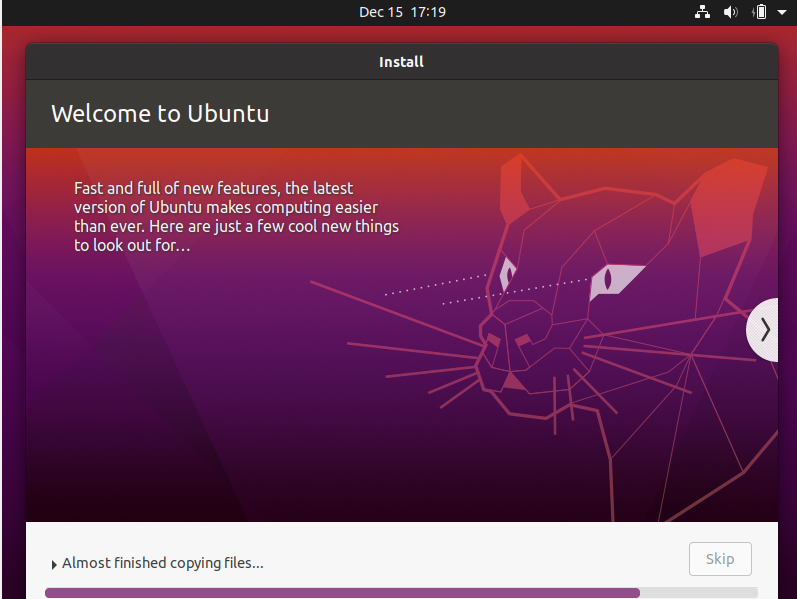 Dec 15 17:19
Install
Welcome to Ubuntu
Fast and full of new features, the latest
version of Ubuntu makes computing easier
than ever. Here are just a few cool new things
to look out for…
Almost finished copying files...
Skip